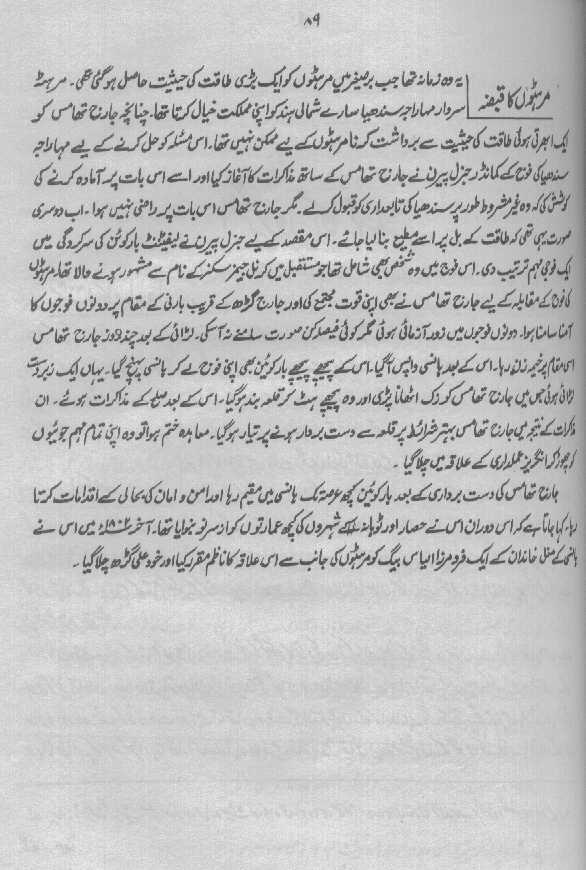 ۸۹
مرہٹوں کا قبضہ
یہ وہ زمانہ تھا جب برصغیر میں مرہٹوں کو ایک بڑی طاقت کی حیثیت حاصل ہو گئی تھی۔ مرہٹہ
سردار مہاراجہ سندھیا سارے شمالی ہند کو اپنی مملکت خیال کرتا تھا۔ چنانچہ جارج تھامس کو
ایک ابھرتی ہوئی طاقت کی حیثیت سے برداشت کرنا مرہٹوں کے لیے ممکن نہیں تھا۔ اس مسئلہ کو حل کرنے کے لیے مہاراجہ
سندھیا کی فوج کے کمانڈر جنرل پیرن نے جارج تھامس کے ساتھ مذاکرات کا آغاز کیا اور اسے اس بات پر آمادہ کرنے کی
کوشش کی کہ وہ غیر مشروط طور پر سندھیا کی تابعداری کو قبول کرلے۔ مگر جارج تھامس اس بات پر راضی نہیں ہوا۔ اب دوسری
صورت یہی تھی کہ طاقت کے بل پر اسے مطیع بنالیا جائے۔ اس مقصد کے لیے جنرل پیرن نے لیفٹیننٹ بارکوئن کی سرکردگی میں
ایک فوجی مہم ترتیب دی۔ اس فوج میں وہ شخص بھی شامل تھا جو مستقبل میں کرنل جیمز سکنر کے نام سے مشہور ہونے والا تھا۔ مرہٹوں
کی فوج کے مقابلہ کے لیے جارج تھامس نے بھی اپنی قوت مجتمع کی اور جارج گڑھ کے قریب بارنی کے مقام پر دونوں فوجوں کا
آمنا سامنا ہوا۔ دونوں فوجوں میں زور آزمائی ہوئی مگر کوئی فیصلہ کن صورت سامنے نہ آسکی۔ لڑائی کے بعد چند روز جارج تھامس
اسی مقام پر خیمہ زن رہا۔ اس کے بعد ہانسی واپس آگیا۔ اس کے پیچھے پیچھے بارکوئین بھی اپنی فوج لے کر ہانسی پہنچ گیا۔ یہاں ایک زبردست
لڑائی ہوئی جس میں جارج تھامس کو زک اٹھانا پڑی اور وہ پیچھے ہٹ کر قلعہ بند ہوگیا۔ اس کے بعد صلح کے مذاکرات ہوئے۔ ان
مذاکرات کے نتیجہ میں جارج تھامس بہتر شرائط پر قلعہ سے دست بردار ہونے پر تیار ہوگیا۔ معاہدہ ختم ہوا تو وہ اپنی تمام مہم جوئیوں
کو چھوڑ کر انگریز عملداری کے علاقہ میں چلا گیا۔
جارج تھامس کی دست برداری کے بعد بارکوئین کچھ عرصہ تک ہانسی میں مقیم رہا اور امن و امان کی بحالی کے اقدامات کرتا
رہا۔ کہا جاتا ہے کہ اس دوران اس نے حصار اور ٹوہانہ شہروں کی کچھ عمارتوں کو از سر نو بنوایا تھا۔ آخر ۱۸۰۲ء میں اس نے
ہانسی کے مغل خاندان کے ایک فرد مرزا الیاس بیگ کو مرہٹوں کی جانب سے اس علاقہ کا ناظم مقرر کیا اور خود علی گڑھ چلا گیا۔